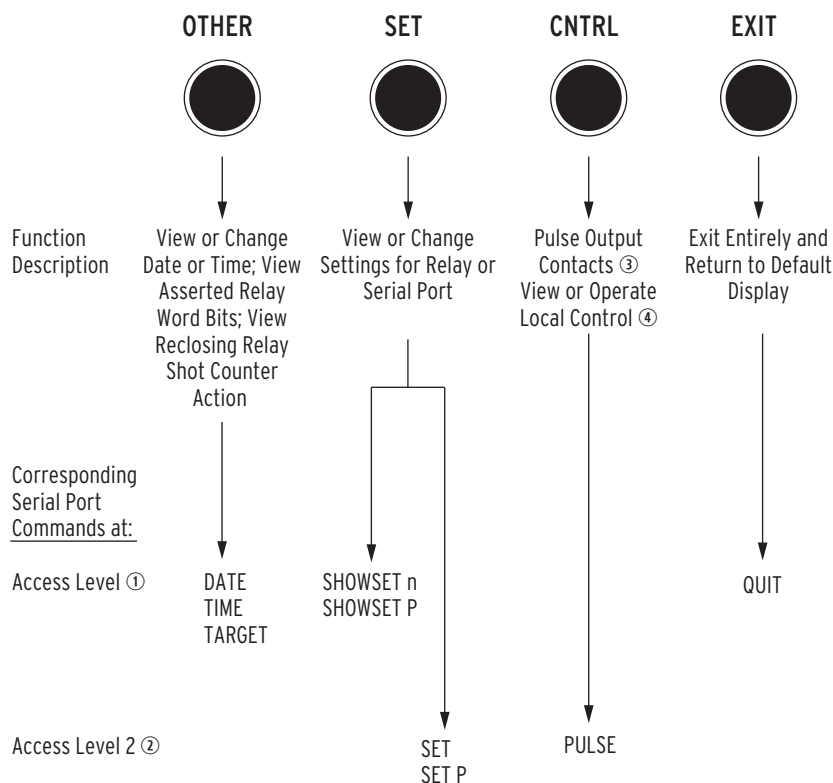 OTHER SET CNTRL EXIT
Function
Description
View or Change
Date or Time; View
Asserted Relay
Word Bits; View
Reclosing Relay
Shot Counter
Action
View or Change
Settings for Relay or
Serial Port
Pulse Output
Contacts ③
View or Operate
Local Control ④
Exit Entirely and
Return to Default
Display
Corresponding
Serial Port
Commands at:
Access Level ①
DATE
TIME
TARGET
SHOWSET n
SHOWSET P
QUIT
Access Level 2 ②
SET
SET P
PULSE